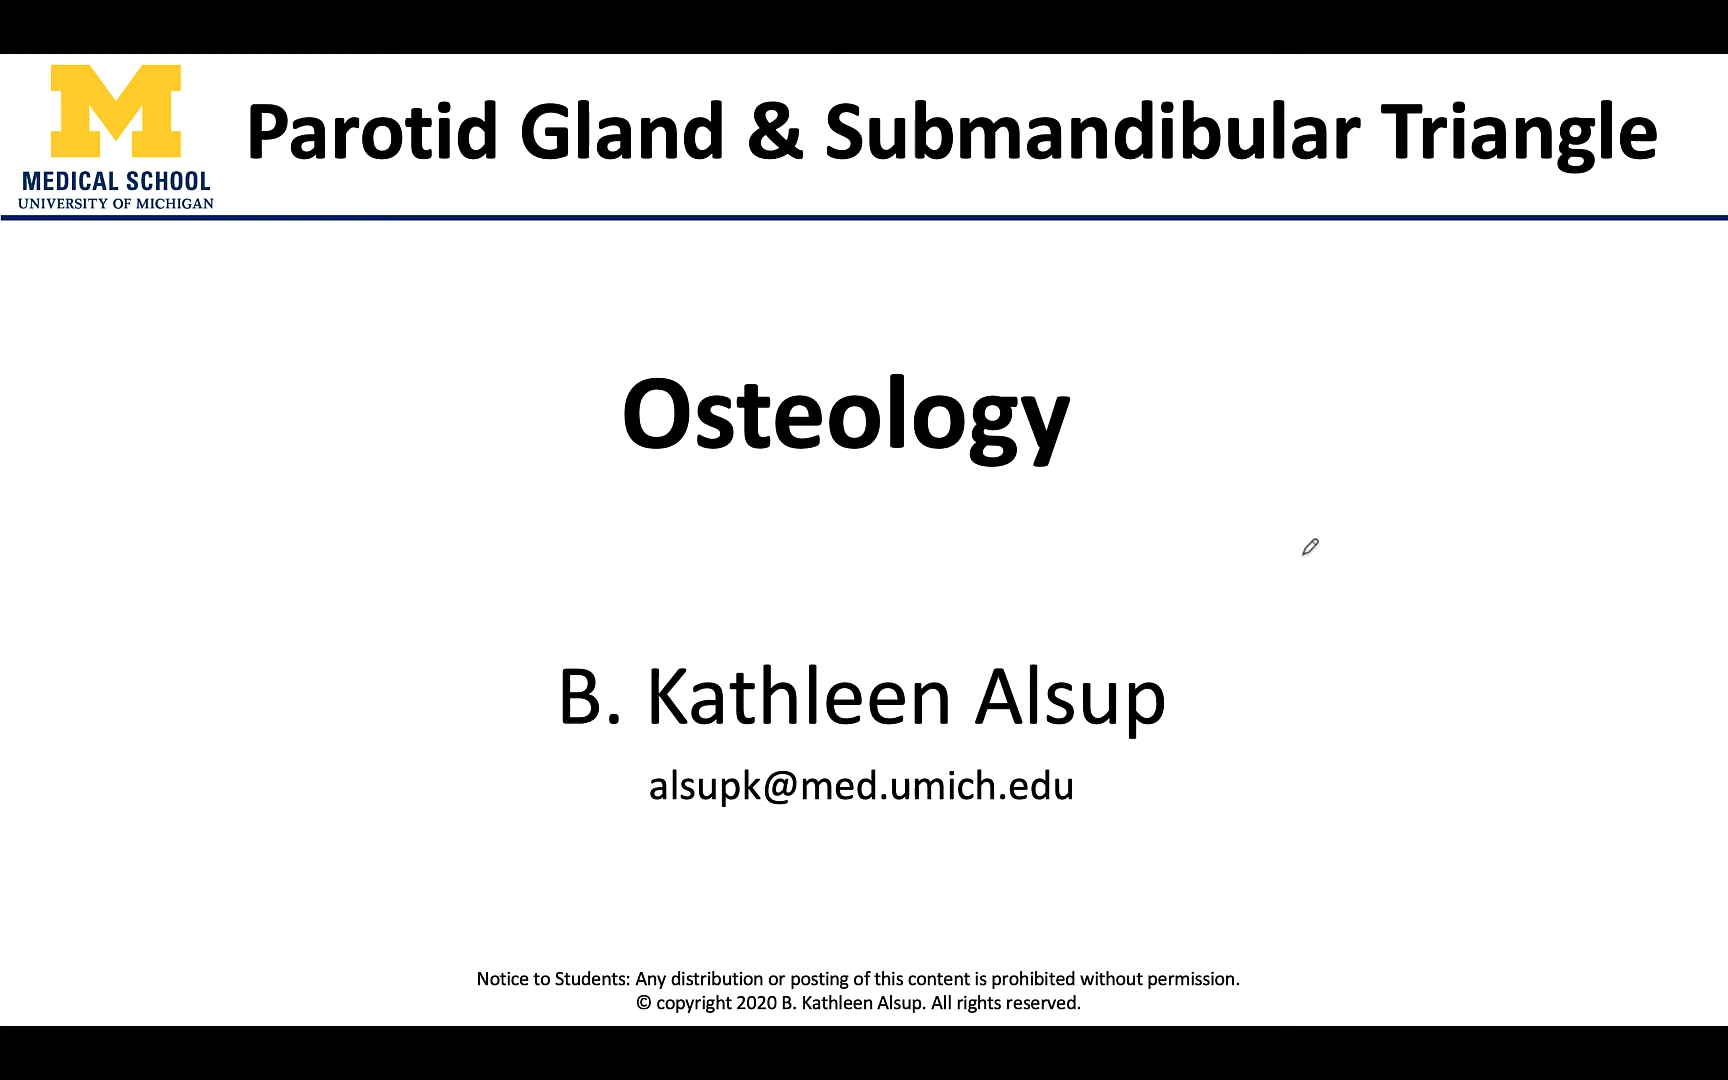 MEDICAL SCHOOL
UNIVERSITY OF MICHIGAN
Parotid Gland & Submandibular Triangle
Osteology
B. Kathleen Alsup
alsupk@med.umich.edu
Notice to Students: Any distribution or posting of this content is prohibited without permission.
© copyright 2020 B. Kathleen Alsup. All rights reserved.